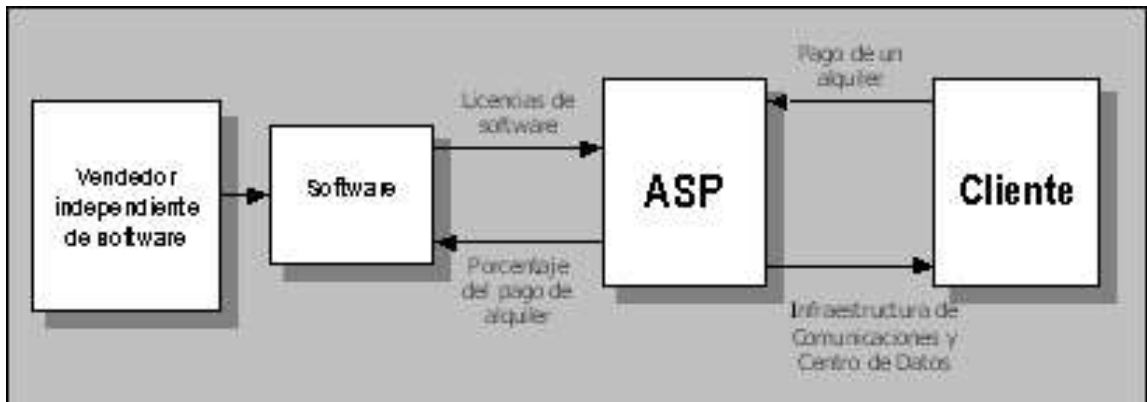 Vendedor
independiente
de software
Software
Licencias de
software
Porcentaje
del pago de
alquiler
ASP
Pago de un
alquiler
Infraestructura de
Comunicaciones y
Centro de Datos
Cliente